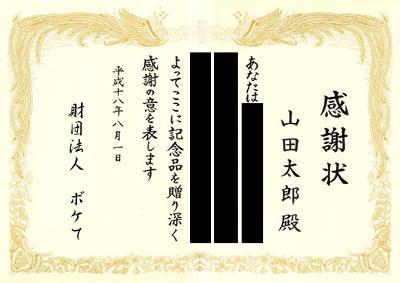 感謝状
山田太郎殿
あなたは
よってここに記念品を贈り深く
感謝の意を表します
平成十八年八月一日
財団法人 ボケて